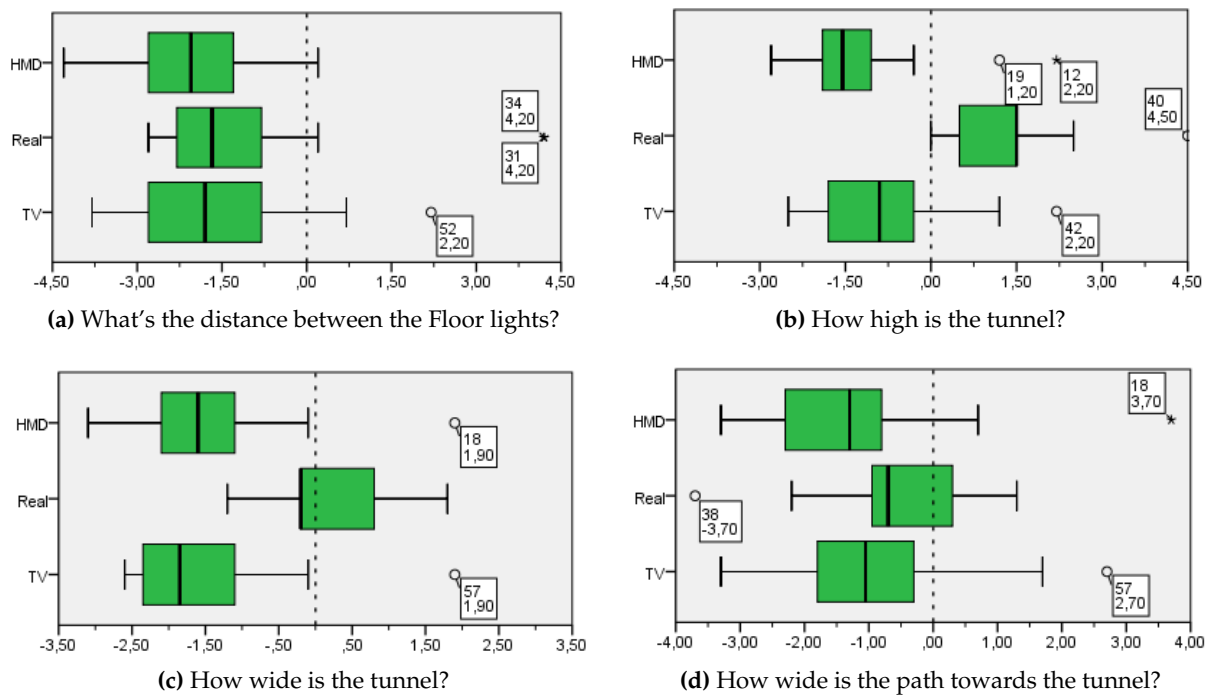 HMD
Real
TV
34
4,20
31
4,20
52
2,20
-4,50 -3,00 -1,50 ,00 1,50 3,00 4,50
(a) What's the distance between the Floor lights?
HMD
Real
TV
19
1,20
12
2,20
40
4,50
42
2,20
-4,50 -3,00 -1,50 ,00 1,50 3,00 4,50
(b) How high is the tunnel?
HMD
Real
TV
18
1,90
57
1,90
-3,50 -2,50 -1,50 -,50 ,50 1,50 2,50 3,50
(c) How wide is the tunnel?
HMD
Real
TV
18
3,70
38
-3,70
57
2,70
-4,00 -3,00 -2,00 -1,00 ,00 1,00 2,00 3,00 4,00
(d) How wide is the path towards the tunnel?